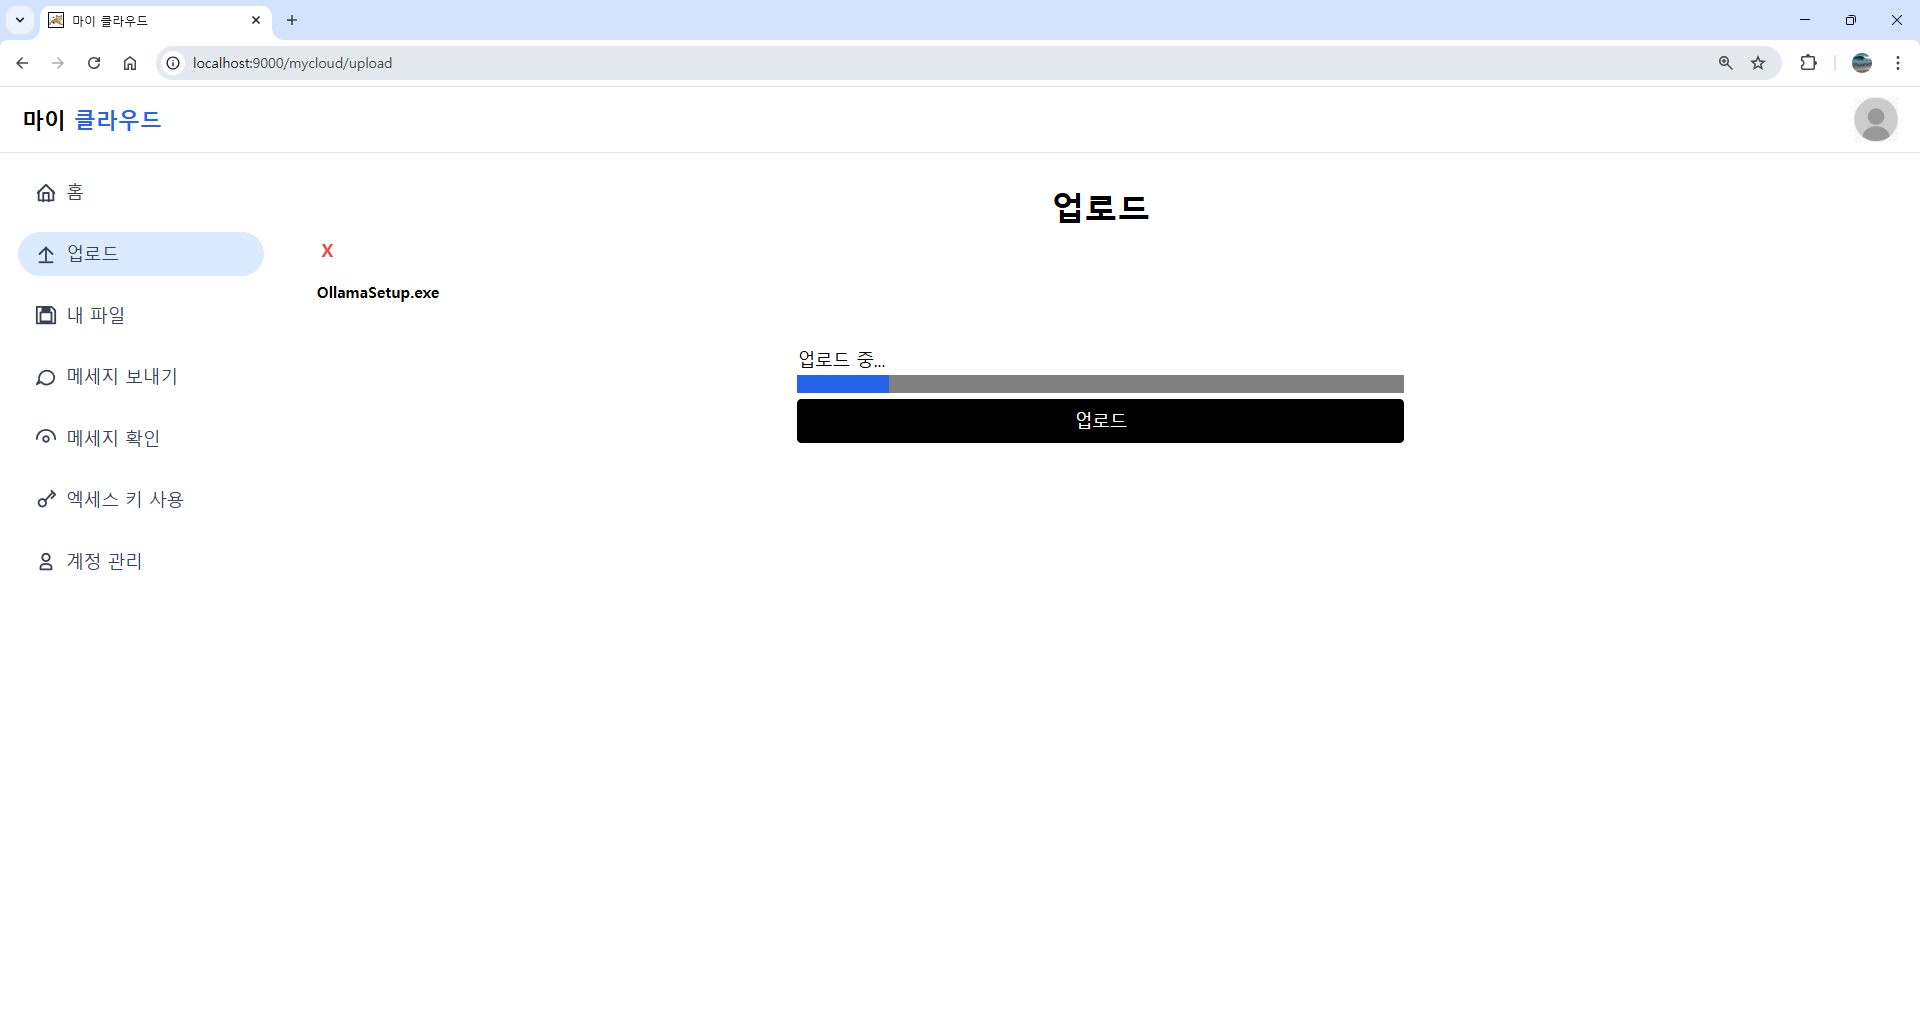 마이 클라우드
localhost:9000/mycloud/upload
마이 클라우드
홈
업로드
내 파일
메세지 보내기
메세지 확인
엑세스 키 사용
계정 관리
업로드
X
OllamaSetup.exe
업로드 중...
업로드